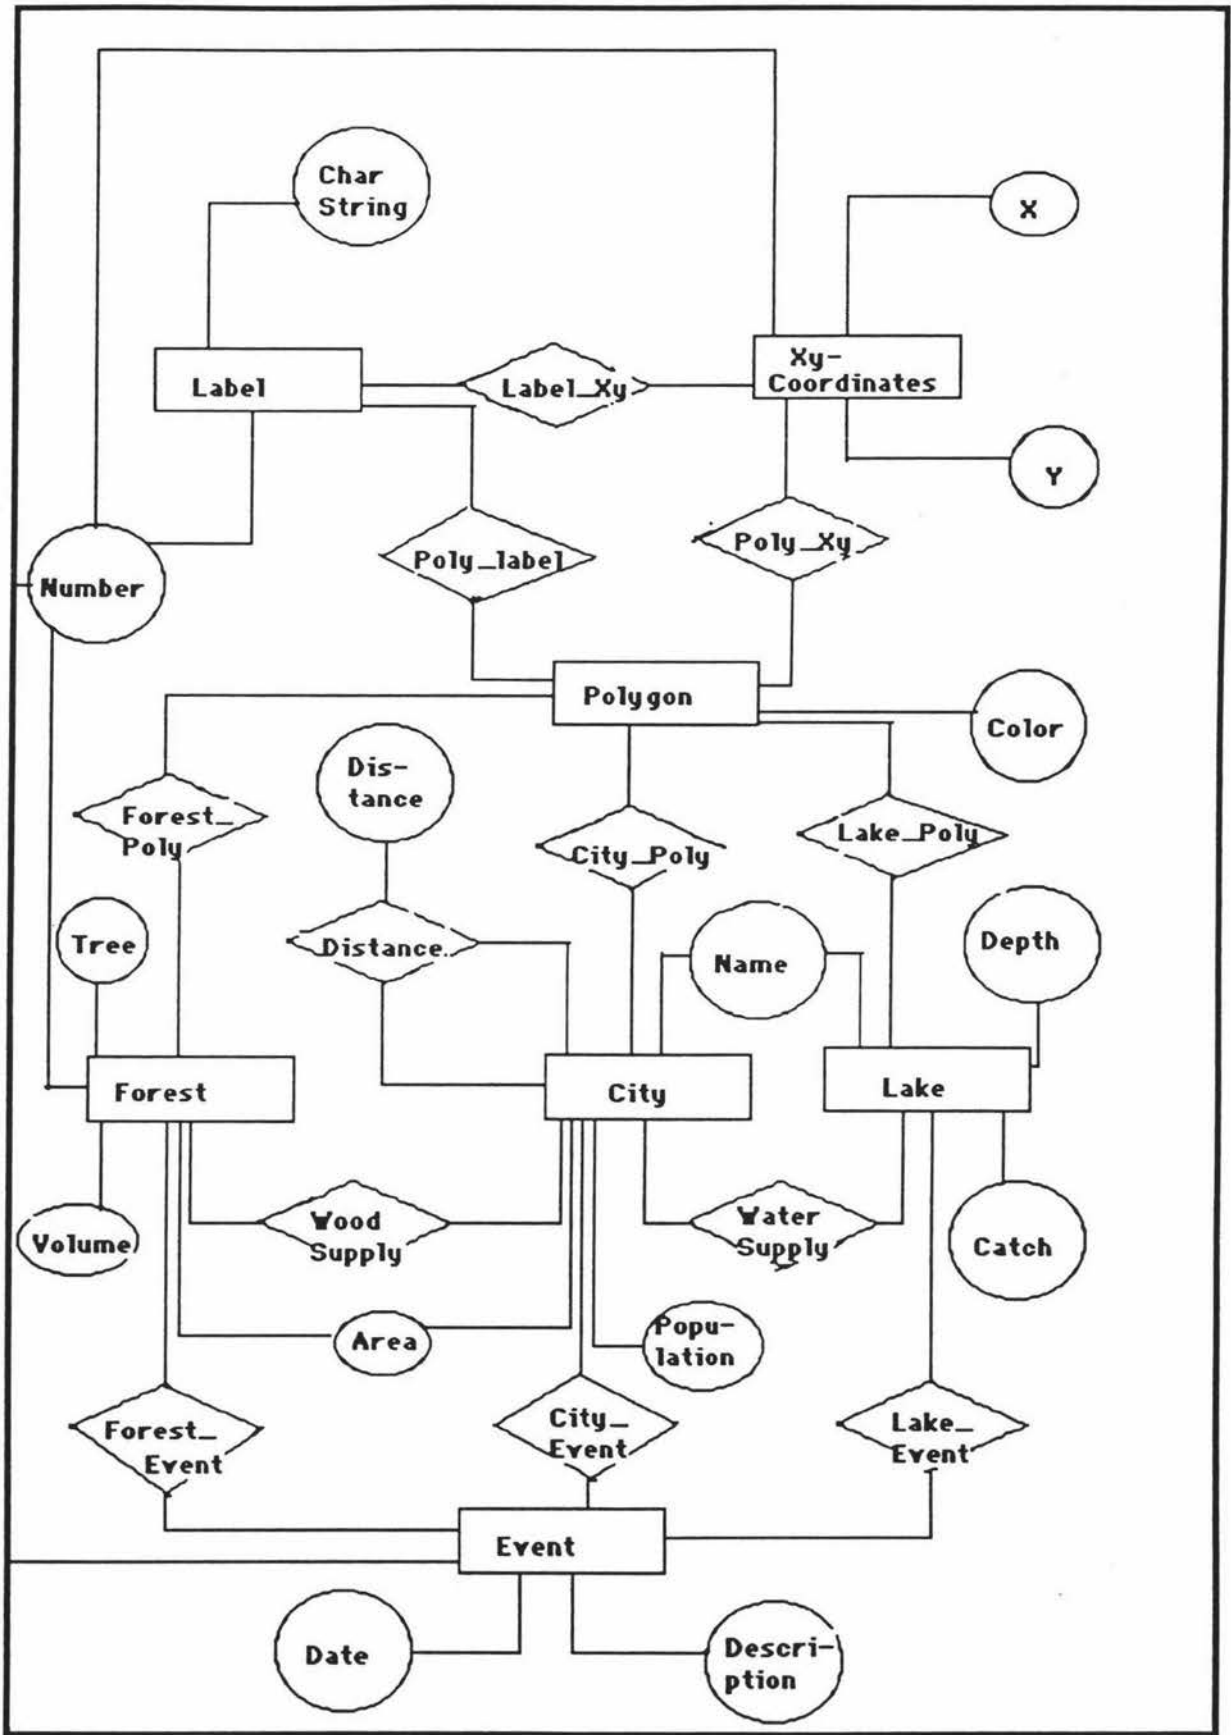 Char
String
X
Label
Label_Xy
Xy-
Coordinates
Y
Number
Poly_label
Poly_Xy
Polygon
Color
Dis-
tance
Forest_
Poly
City_Poly
Lake_Poly
Tree
Distance
Name
Depth
Forest
City
Lake
Volume
Wood
Supply
Water
Supply
Catch
Area
Popu-
lation
Forest_
Event
City_
Event
Lake_
Event
Event
Date
Descri-
ption